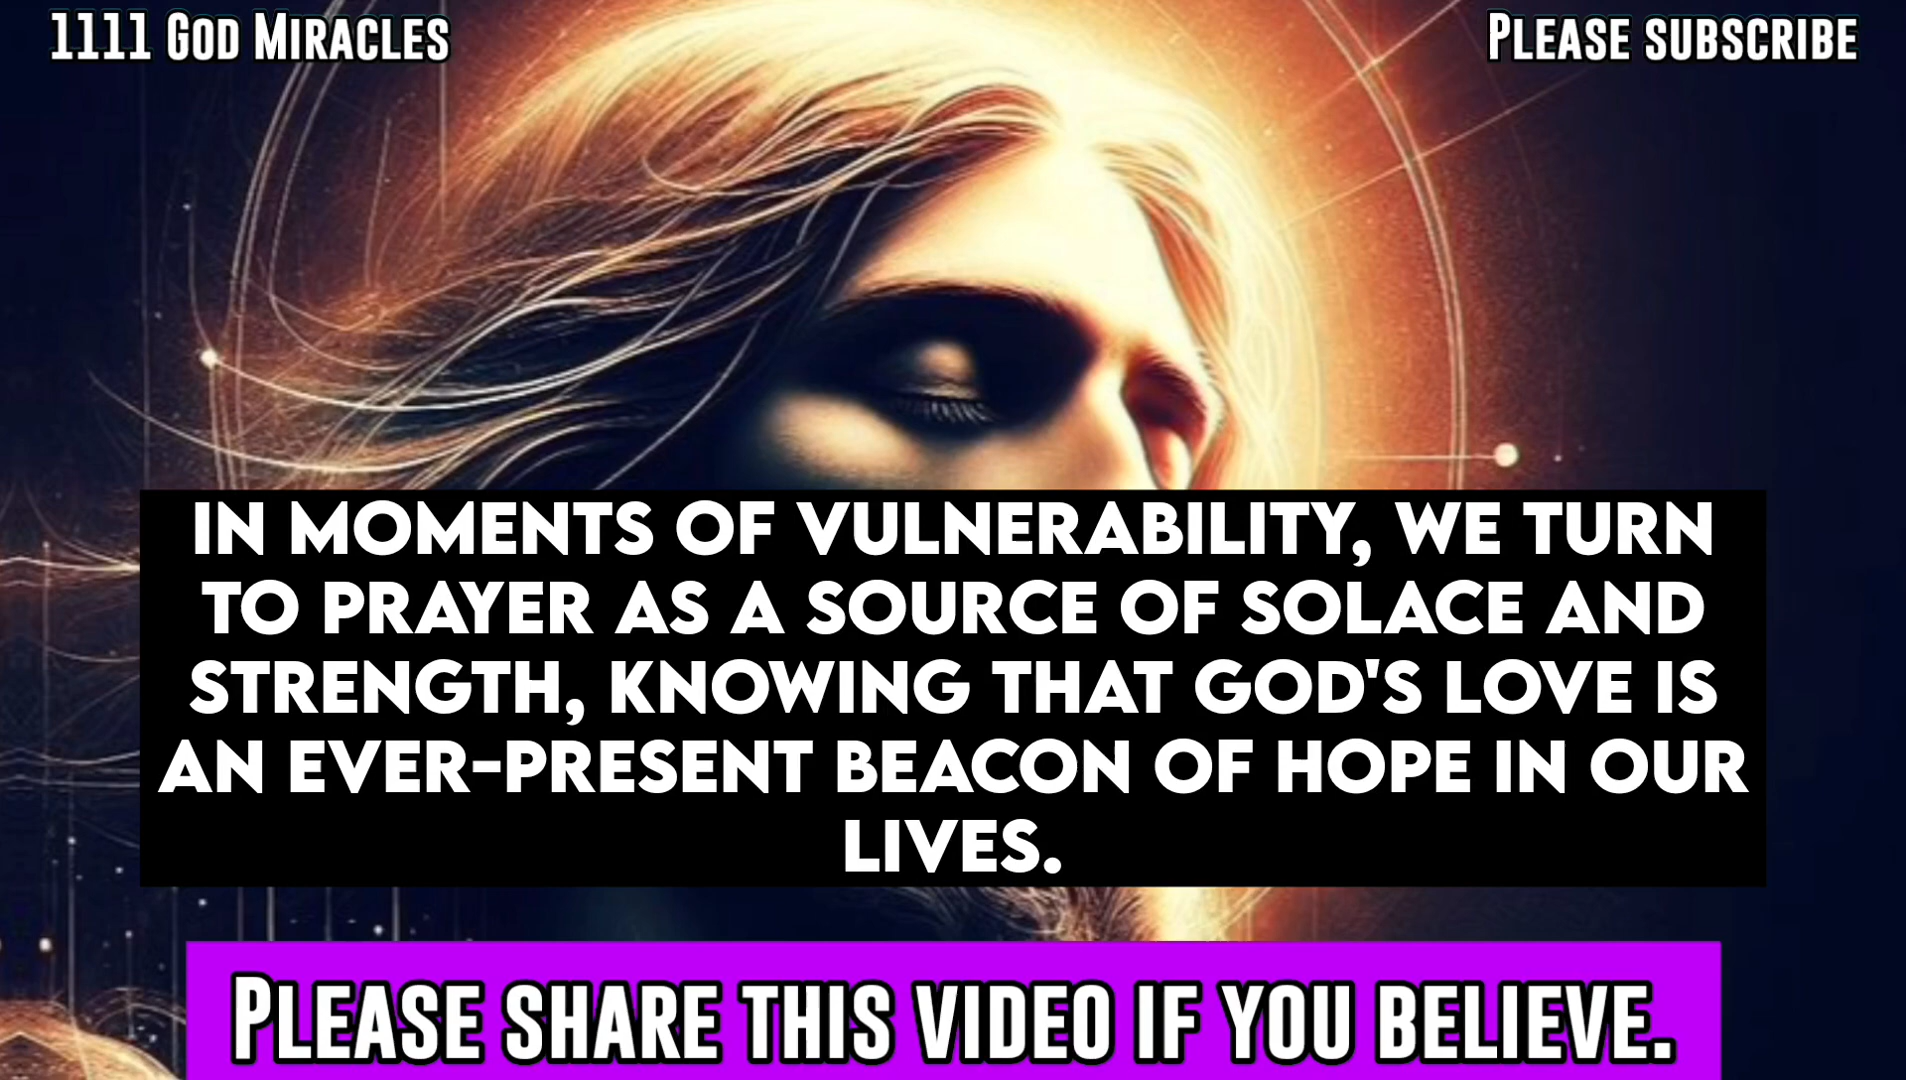 1111 God Miracles
Please subscribe
IN MOMENTS OF VULNERABILITY, WE TURN
TO PRAYER AS A SOURCE OF SOLACE AND
STRENGTH, KNOWING THAT GOD'S LOVE IS
AN EVER-PRESENT BEACON OF HOPE IN OUR
LIVES.
Please share this video if you believe.